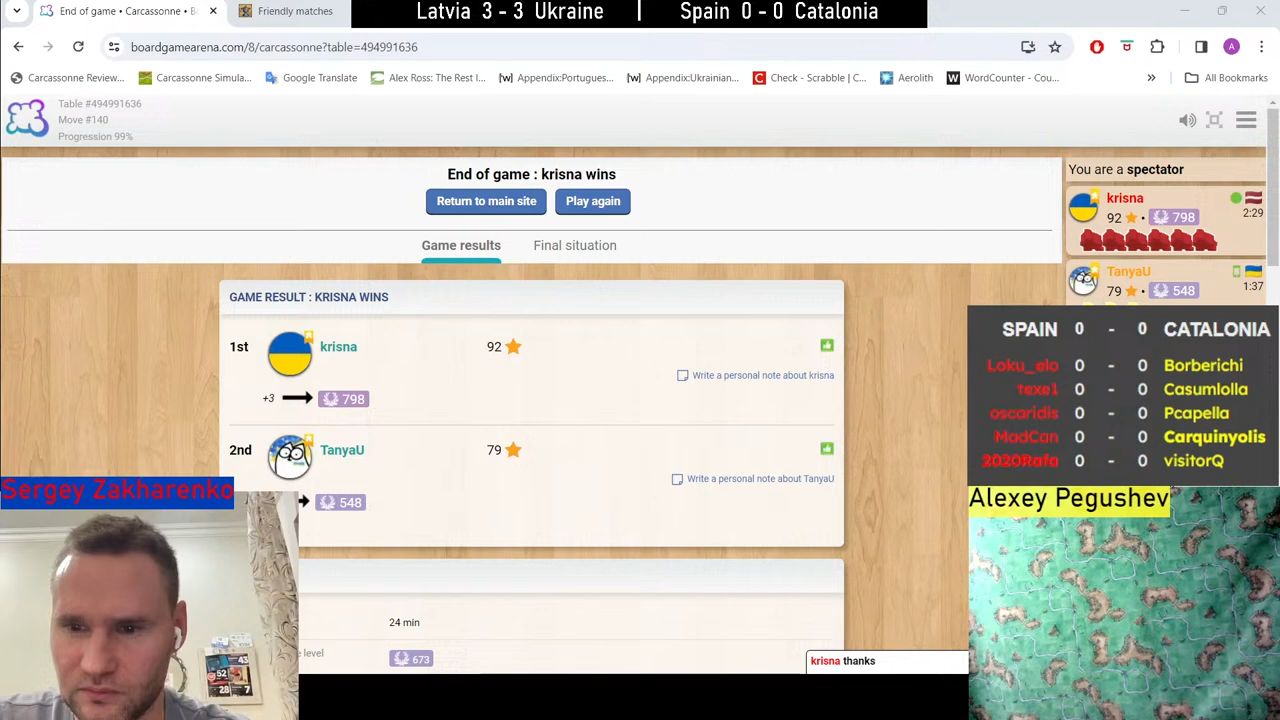 Latvia 3 - 3 Ukraine | Spain 0 - 0 Catalonia
End of game • Carcassonne • B
Friendly matches
boardgamearena.com/8/carcassonne?table=494991636
Carcassonne Review...
Carcassonne Simula...
Google Translate
Alex Ross: The Rest I...
Appendix:Portugues...
Appendix:Ukrainian...
Check - Scrabble | C...
Aerolith
WordCounter - Cou...
All Bookmarks
Table #494991636
Move #140
Progression 99%
End of game : krisna wins
Return to main site
Play again
Game results
Final situation
You are a spectator
krisna
92 • 798
2:29
TanyaU
79 • 548
1:37
GAME RESULT : KRISNA WINS
1st krisna 92
Write a personal note about krisna
+3 798
2nd TanyaU 79
Write a personal note about TanyaU
548
24 min
e level
673
krisna thanks
SPAIN 0 - 0 CATALONIA
Loku_elo 0 - 0 Borberichi
texe1 0 - 0 Casumlolla
oscaridis 0 - 0 Pcapella
MadCan 0 - 0 Carquinyolis
2020Rafa 0 - 0 visitorQ
Sergey Zakharenko
Alexey Pegushev
43
52
28 7